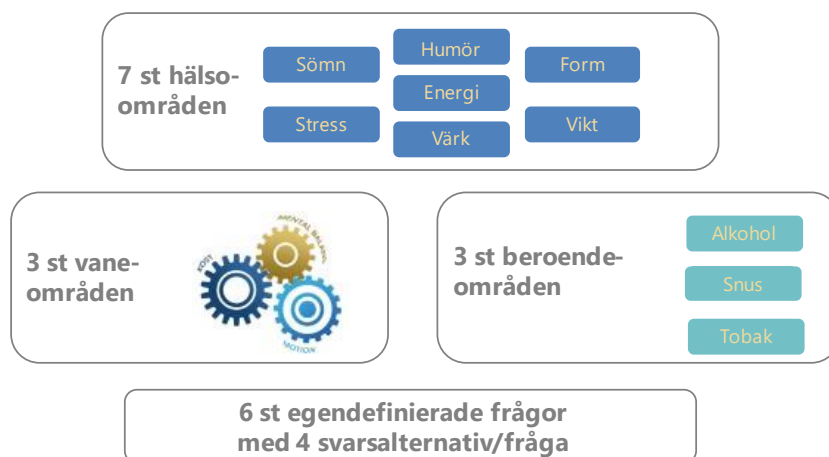 7 st hälso-
områden
Sömn
Humör
Form
Energi
Stress
Värk
Vikt
3 st vane-
områden
KOST
MENTAL BALANS
MOTION
3 st beroende-
områden
Alkohol
Snus
Tobak
6 st egendefinierade frågor
med 4 svarsalternativ/fråga